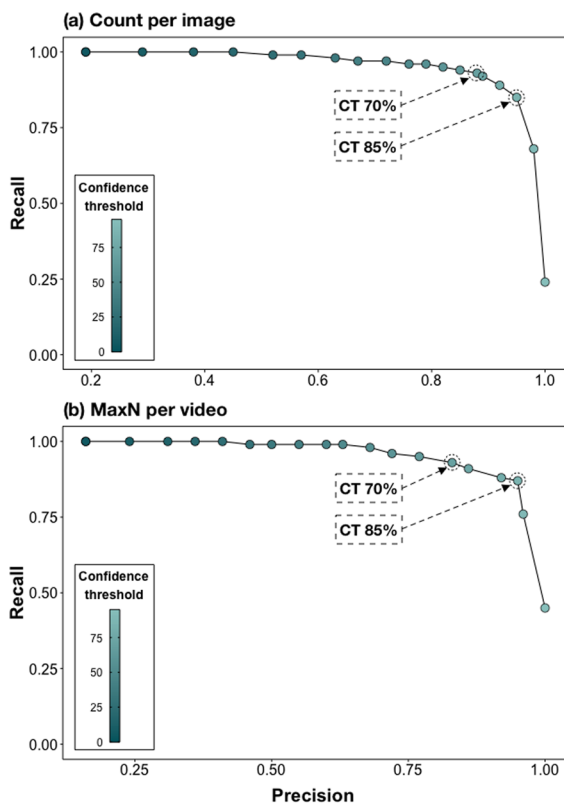 (a) Count per image
1.00
0.75
0.50
0.25
0.00
Recall
CT 70%
CT 85%
Confidence
threshold
75
50
25
0
0.2
0.4
0.6
0.8
1.0
(b) MaxN per video
1.00
0.75
0.50
0.25
0.00
Recall
CT 70%
CT 85%
Confidence
threshold
75
50
25
0
0.25
0.50
0.75
1.00
Precision